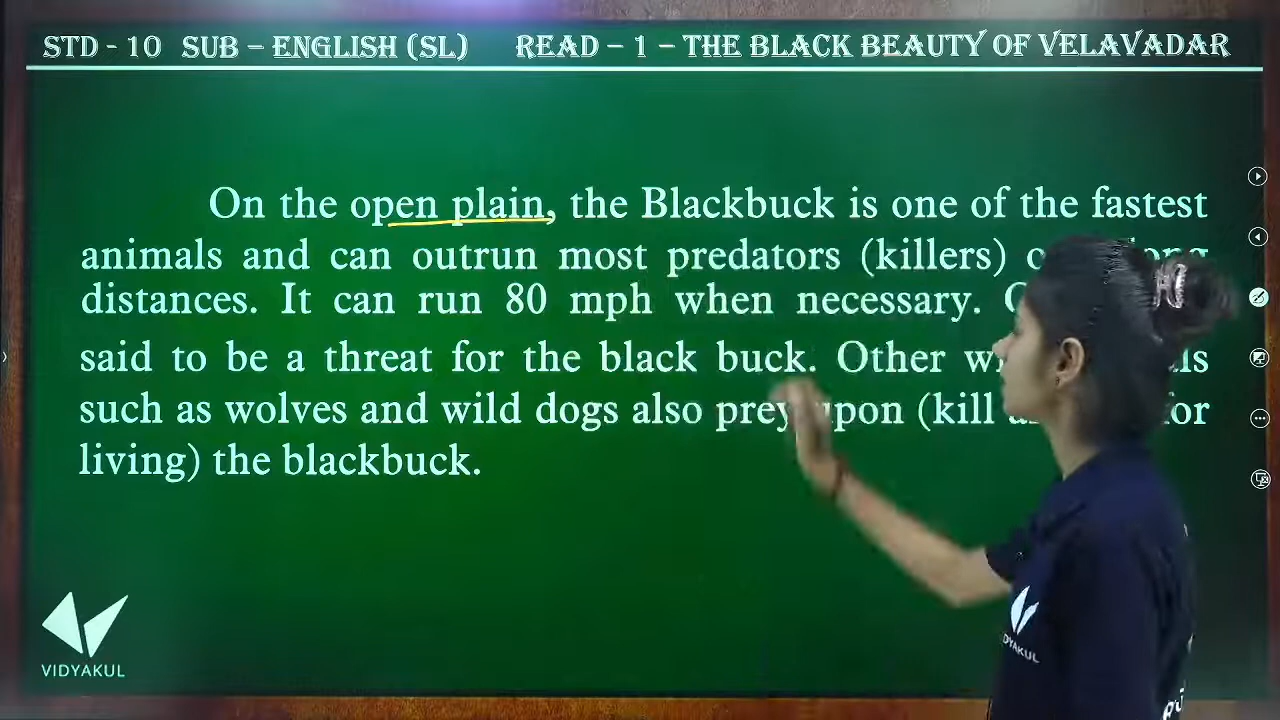 STD - 10 SUB – ENGLISH (SL) READ – 1 – THE BLACK BEAUTY OF VELAVADAR
On the open plain, the Blackbuck is one of the fastest
animals and can outrun most predators (killers) long
distances. It can run 80 mph when necessary.
said to be a threat for the black buck. Other
such as wolves and wild dogs also prey upon (kill for
living) the blackbuck.
VIDYAKUL
VIDYAKUL